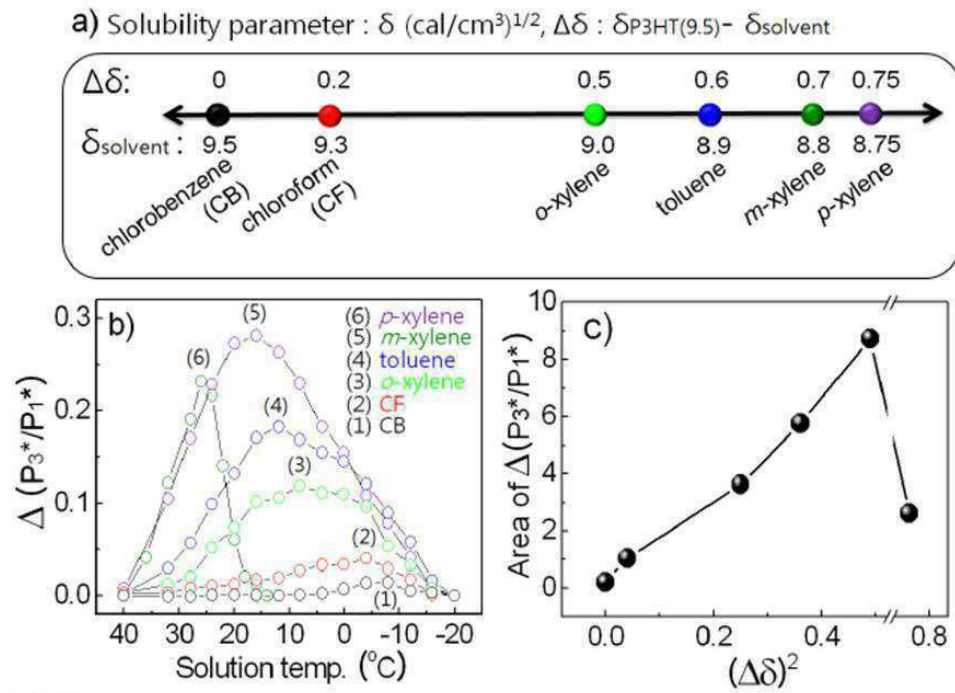 a) Solubility parameter : δ (cal/cm³)¹/², Δδ : δP3HT(9.5)- δsolvent
Δδ: 0 0.2 0.5 0.6 0.7 0.75
δsolvent : 9.5 9.3 9.0 8.9 8.8 8.75
chlorobenzene (CB)
chloroform (CF)
o-xylene
toluene
m-xylene
p-xylene
b)
Δ (P3*/P1*)
0.3
0.2
0.1
0.0
(6) p-xylene
(5) m-xylene
(4) toluene
(3) o-xylene
(2) CF
(1) CB
(5)
(6)
(4)
(3)
(2)
(1)
40 30 20 10 0 -10 -20
Solution temp. (°C)
c)
Area of Δ(P3*/P1*)
10
8
6
4
2
0
0.0 0.2 0.4 0.8
(Δδ)²